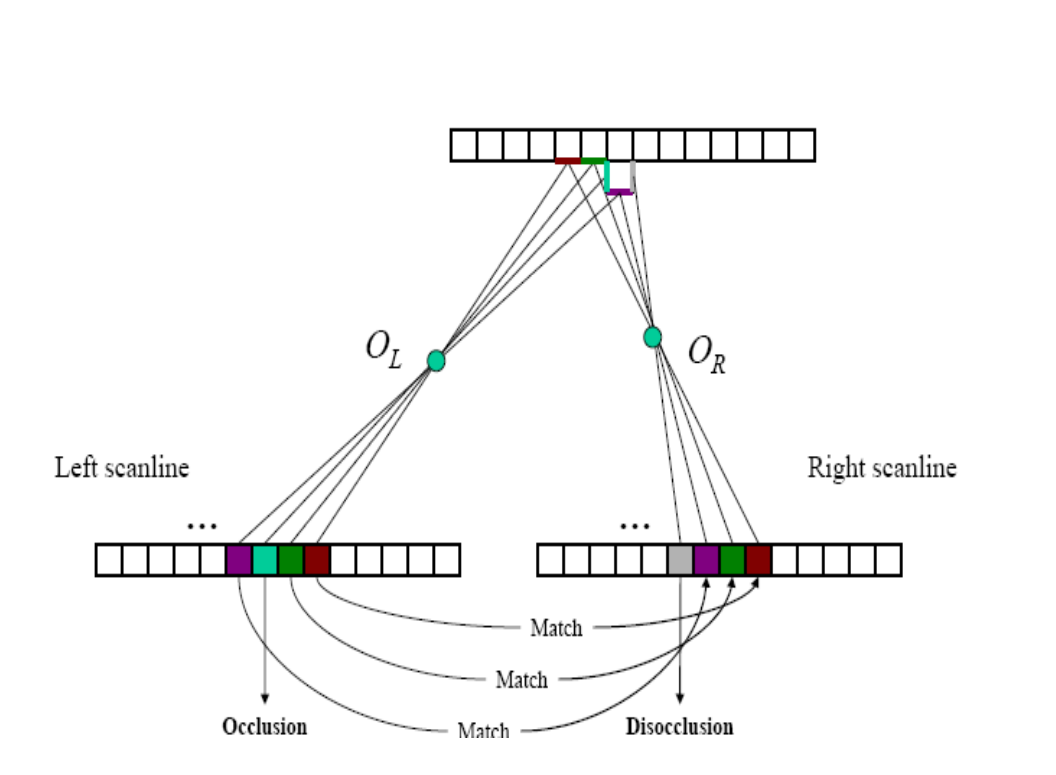 O_L
O_R
Left scanline
Right scanline
...
...
Match
Match
Match
Occlusion
Disocclusion